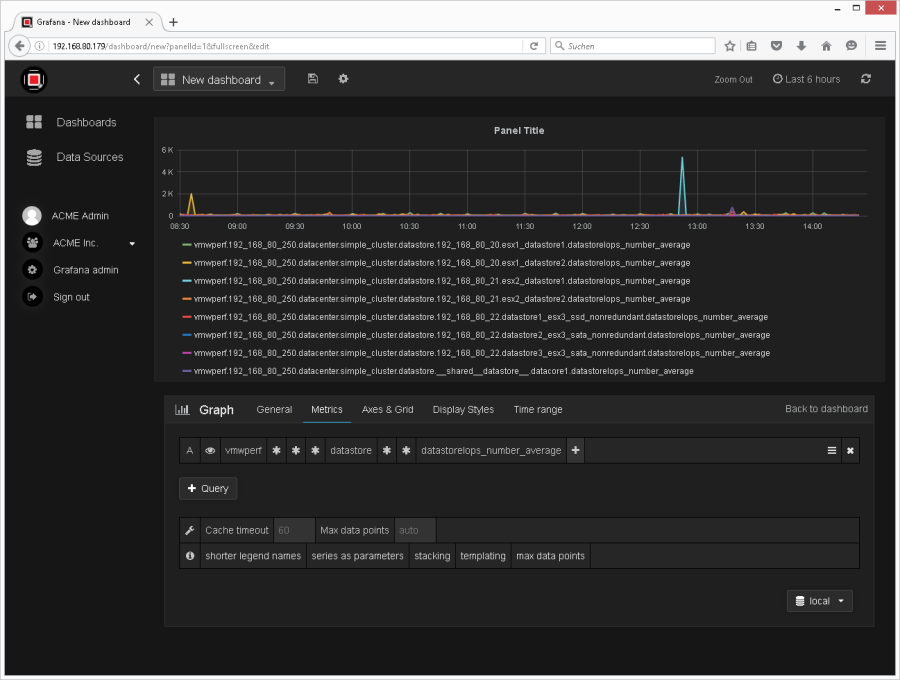 Grafana - New dashboard
192.168.80.179/dashboard/new?panelId=1&fullscreen&edit
Suchen
New dashboard
Zoom Out
Last 6 hours
Dashboards
Data Sources
ACME Admin
ACME Inc.
Grafana admin
Sign out
Panel Title
6 K
4 K
2 K
0
08:30 09:00 09:30 10:00 10:30 11:00 11:30 12:00 12:30 13:00 13:30 14:00
vmwperf.192_168_80_250.datacenter.simple_cluster.datastore.192_168_80_20.esx1_datastore1.datastoreIops_number_average
vmwperf.192_168_80_250.datacenter.simple_cluster.datastore.192_168_80_20.esx1_datastore2.datastoreIops_number_average
vmwperf.192_168_80_250.datacenter.simple_cluster.datastore.192_168_80_21.esx2_datastore1.datastoreIops_number_average
vmwperf.192_168_80_250.datacenter.simple_cluster.datastore.192_168_80_21.esx2_datastore2.datastoreIops_number_average
vmwperf.192_168_80_250.datacenter.simple_cluster.datastore.192_168_80_22.datastore1_esx3_ssd_nonredundant.datastoreIops_number_average
vmwperf.192_168_80_250.datacenter.simple_cluster.datastore.192_168_80_22.datastore2_esx3_sata_nonredundant.datastoreIops_number_average
vmwperf.192_168_80_250.datacenter.simple_cluster.datastore.192_168_80_22.datastore3_esx3_sata_nonredundant.datastoreIops_number_average
vmwperf.192_168_80_250.datacenter.simple_cluster.datastore.__shared__datastore__.datacore1.datastoreIops_number_average
Graph General Metrics Axes & Grid Display Styles Time range Back to dashboard
A vmwperf * * * datastore * * datastoreIops_number_average +
+ Query
Cache timeout 60 Max data points auto
shorter legend names series as parameters stacking templating max data points
local